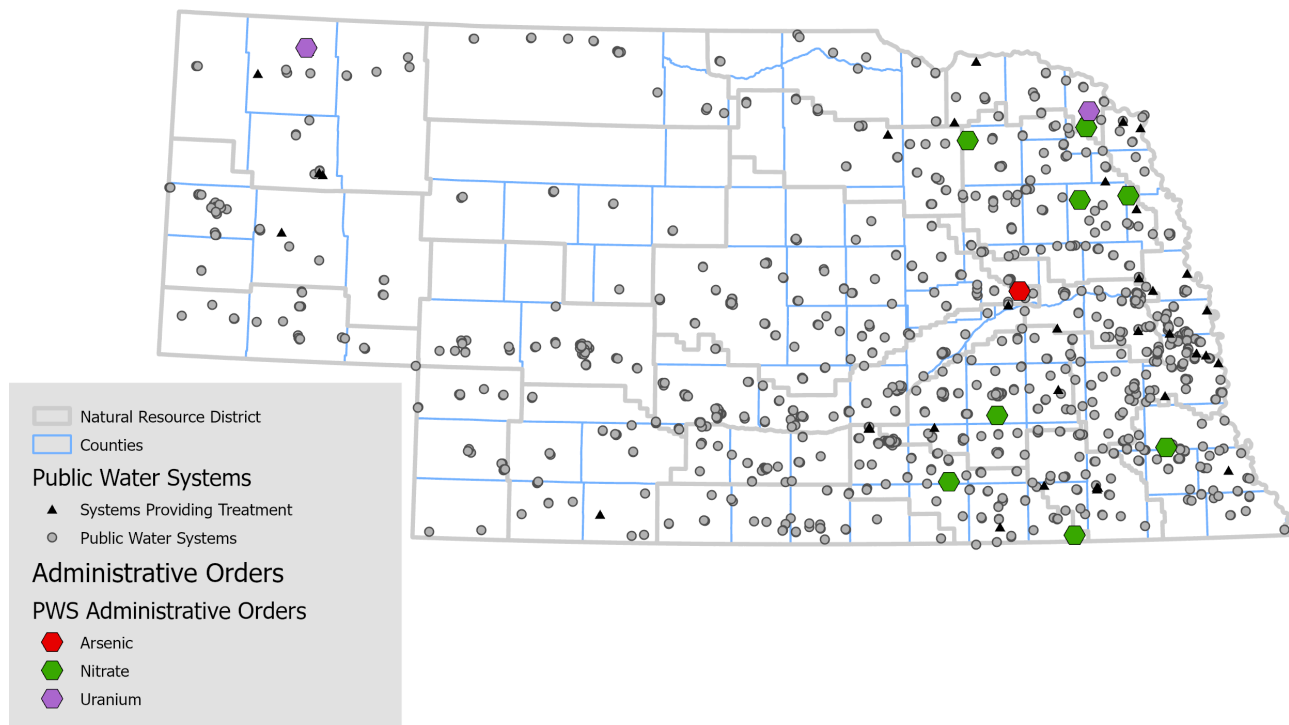 Natural Resource District
Counties
Public Water Systems
Systems Providing Treatment
Public Water Systems
Administrative Orders
PWS Administrative Orders
Arsenic
Nitrate
Uranium